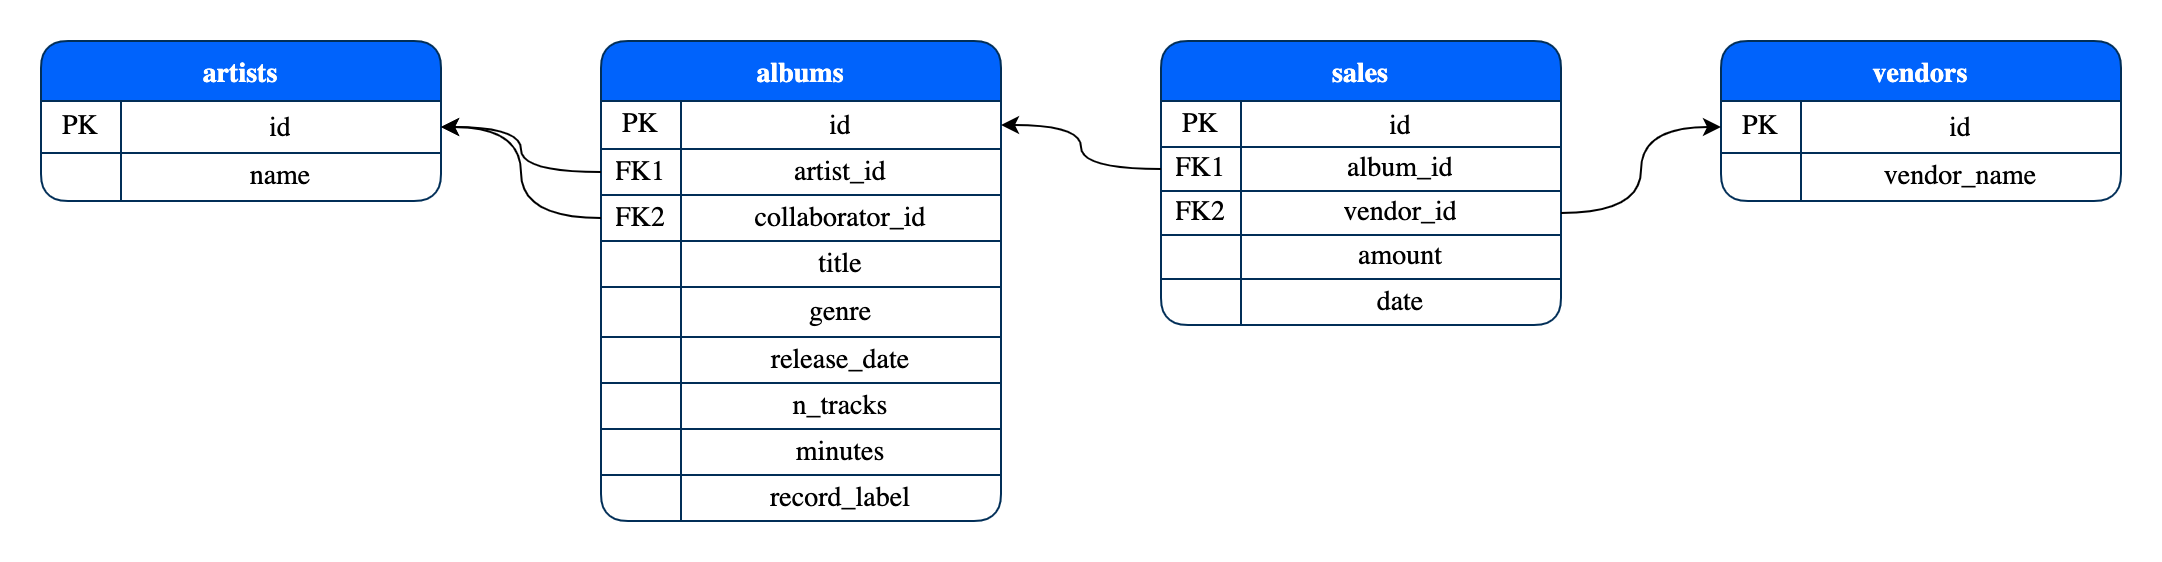 artists
PK id
name
albums
PK id
FK1 artist_id
FK2 collaborator_id
title
genre
release_date
n_tracks
minutes
record_label
sales
PK id
FK1 album_id
FK2 vendor_id
amount
date
vendors
PK id
vendor_name